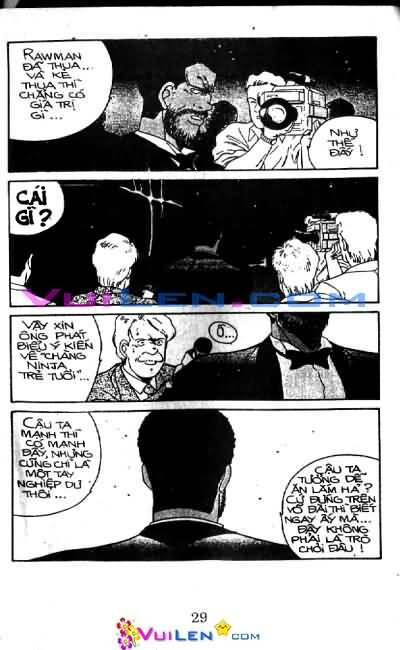 RAWMAN
ĐÃ THUA...
VÀ KẺ
THUA THÌ
CHẲNG CÓ
GIÁ TRỊ
GÌ...
NHƯ
THẾ
ĐẤY !
CÁI
GÌ ?
VUILEN.COM
VẬY XIN
ÔNG PHÁT
BIỂU Ý KIẾN
VỀ "CHÀNG
NINJA
TRẺ TUỔI"...
Ồ...
CẬU TA
MẠNH THÌ
CÓ MẠNH
ĐẤY, NHƯNG
CŨNG CHỈ LÀ
MỘT TAY
NGHIỆP DƯ
THÔI...
CẬU TA
TƯỞNG DỄ
ĂN LẮM HẢ ?
CỨ ĐỨNG TRÊN
VÕ ĐÀI THÌ BIẾT
NGAY ẤY MÀ...
ĐÂY KHÔNG
PHẢI LÀ TRÒ
CHƠI ĐÂU !
29
VUILEN.COM